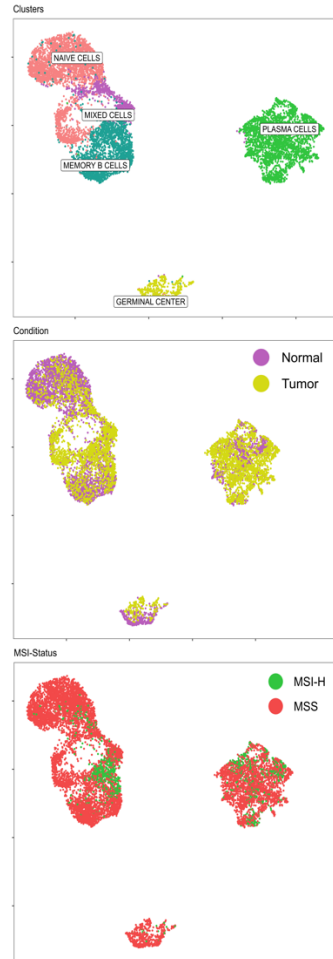 Clusters
NAIVE CELLS
MIXED CELLS
PLASMA CELLS
MEMORY B CELLS
GERMINAL CENTER
Condition
Normal
Tumor
MSI-Status
MSI-H
MSS